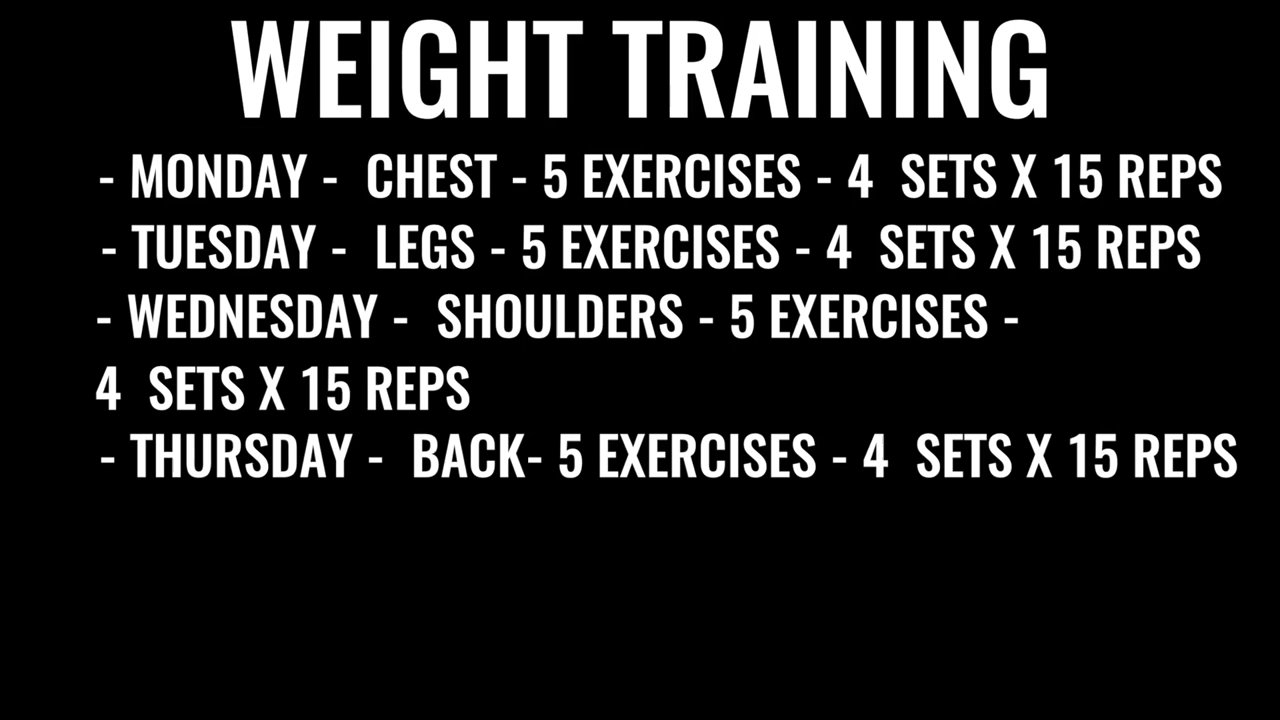 WEIGHT TRAINING
- MONDAY -  CHEST - 5 EXERCISES - 4  SETS X 15 REPS
- TUESDAY -  LEGS - 5 EXERCISES - 4  SETS X 15 REPS
- WEDNESDAY -  SHOULDERS - 5 EXERCISES -
4  SETS X 15 REPS
- THURSDAY -  BACK- 5 EXERCISES - 4  SETS X 15 REPS